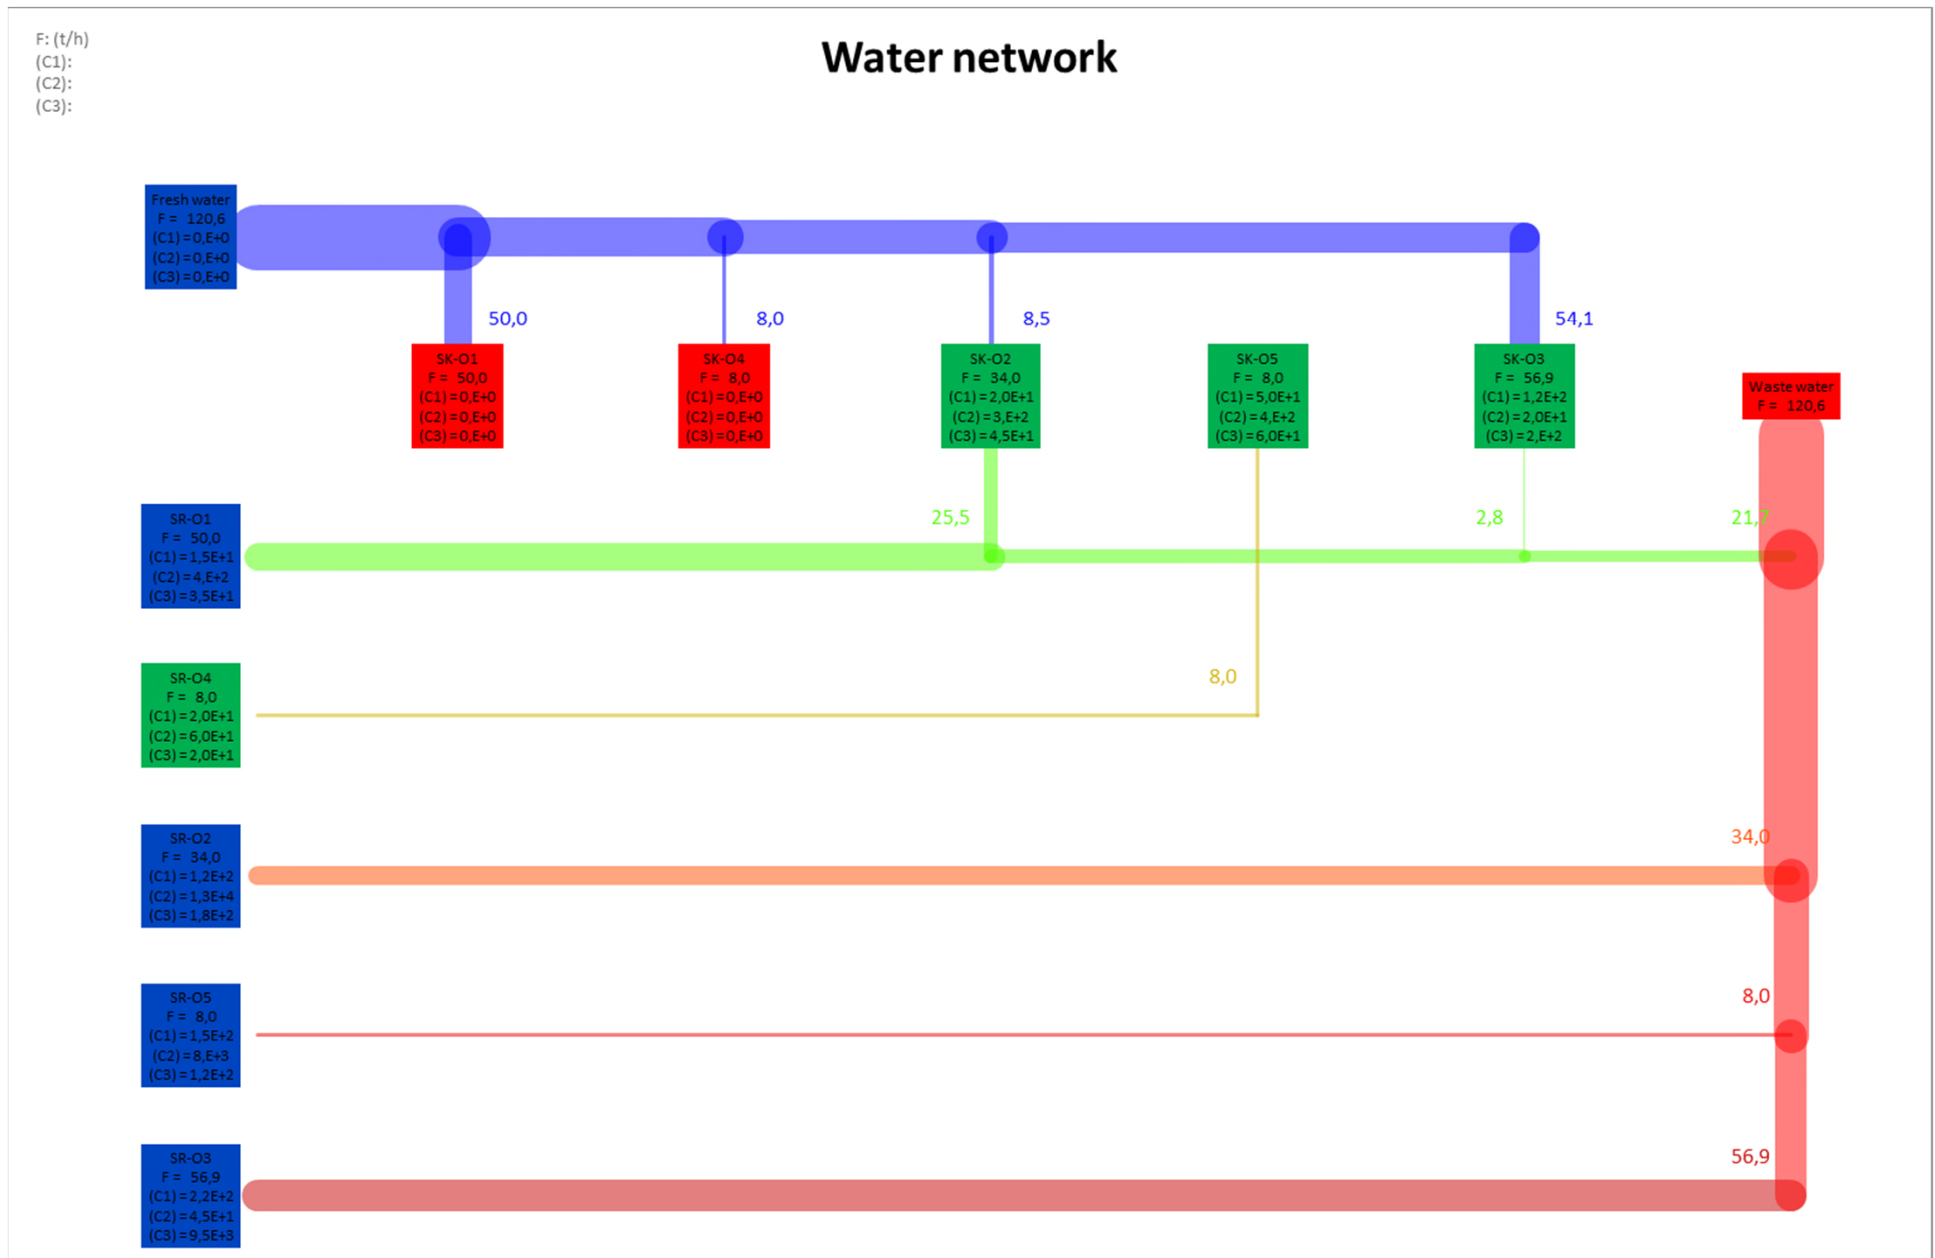 F: (t/h)
(C1):
(C2):
(C3):
Water network
Fresh water
F = 120,6
(C1) =0,E+0
(C2) =0,E+0
(C3) =0,E+0
50,0
8,0
8,5
54,1
SK-O1
F = 50,0
(C1) =0,E+0
(C2) =0,E+0
(C3) =0,E+0
SK-O4
F = 8,0
(C1) =0,E+0
(C2) =0,E+0
(C3) =0,E+0
SK-O2
F = 34,0
(C1) =2,0E+1
(C2) =3,E+2
(C3) =4,5E+1
SK-O5
F = 8,0
(C1) =5,0E+1
(C2) =4,E+2
(C3) =6,0E+1
SK-O3
F = 56,9
(C1) =1,2E+2
(C2) =2,0E+1
(C3) =2,E+2
Waste water
F = 120,6
SR-O1
F = 50,0
(C1) =1,5E+1
(C2) =4,E+2
(C3) =3,5E+1
25,5
2,8
21,7
SR-O4
F = 8,0
(C1) =2,0E+1
(C2) =6,0E+1
(C3) =2,0E+1
8,0
SR-O2
F = 34,0
(C1) =1,2E+2
(C2) =1,3E+4
(C3) =1,8E+2
34,0
SR-O5
F = 8,0
(C1) =1,5E+2
(C2) =8,E+3
(C3) =1,2E+2
8,0
SR-O3
F = 56,9
(C1) =2,2E+2
(C2) =4,5E+1
(C3) =9,5E+3
56,9